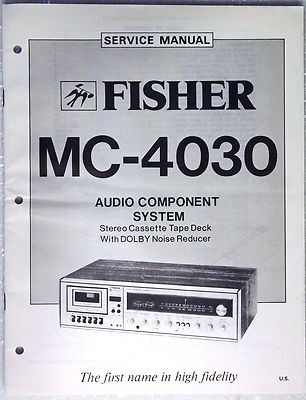 SERVICE MANUAL
FISHER
MC-4030
AUDIO COMPONENT
SYSTEM
Stereo Cassette Tape Deck
With DOLBY Noise Reducer
The first name in high fidelity
U.S.